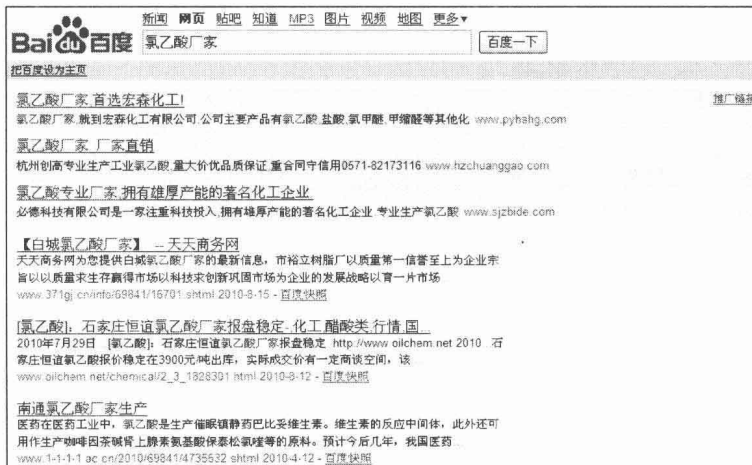 新闻 网页 贴吧 知道 MP3 图片 视频 地图 更多▼
Bai du 百度 氯乙酸厂家 百度一下
把百度设为主页
氯乙酸厂家,首选宏森化工! 推广链接
氯乙酸厂家,就到宏森化工有限公司,公司主要产品有氯乙酸,盐酸,氯甲醚,甲缩醛等其他化 www.pyhshg.com
氯乙酸厂家 厂家直销
杭州创高专业生产工业氯乙酸,量大价优品质保证,重合同守信用0571-82173116 www.hzchuanggao.com
氯乙酸专业厂家,拥有雄厚产能的著名化工企业
必德科技有限公司是一家注重科技投入,拥有雄厚产能的著名化工企业,专业生产氯乙酸 www.sjzbide.com
【白城氯乙酸厂家】 -- 天天商务网
天天商务网为您提供白城氯乙酸厂家的最新信息，市裕立树脂厂以质量第一信誉至上为企业宗
旨以以质量求生存赢得市场以科技求创新巩固市场为企业的发展战略以育一片市场
www.371gj.cn/info/69841/16701.shtml 2010-8-15 - 百度快照
[氯乙酸]：石家庄恒谊氯乙酸厂家报盘稳定-化工,醋酸类,行情,国...
2010年7月29日 [氯乙酸]：石家庄恒谊氯乙酸厂家报盘稳定 http://www.oilchem.net 2010 石
家庄恒谊氯乙酸报价稳定在3900元/吨出库，实际成交价有一定商谈空间，该
www.oilchem.net/chemical/2_3_1828301.html 2010-8-12 - 百度快照
南通氯乙酸厂家生产
医药在医药工业中，氯乙酸是生产催眠镇静药巴比妥维生素。维生素的反应中间体，此外还可
用作生产咖啡因茶碱肾上腺素氨基酸保泰松氯喹等的原料。预计今后几年，我国医药
www.1-1-1-1.ac.cn/2010/69841/4735532.shtml 2010-4-12 - 百度快照